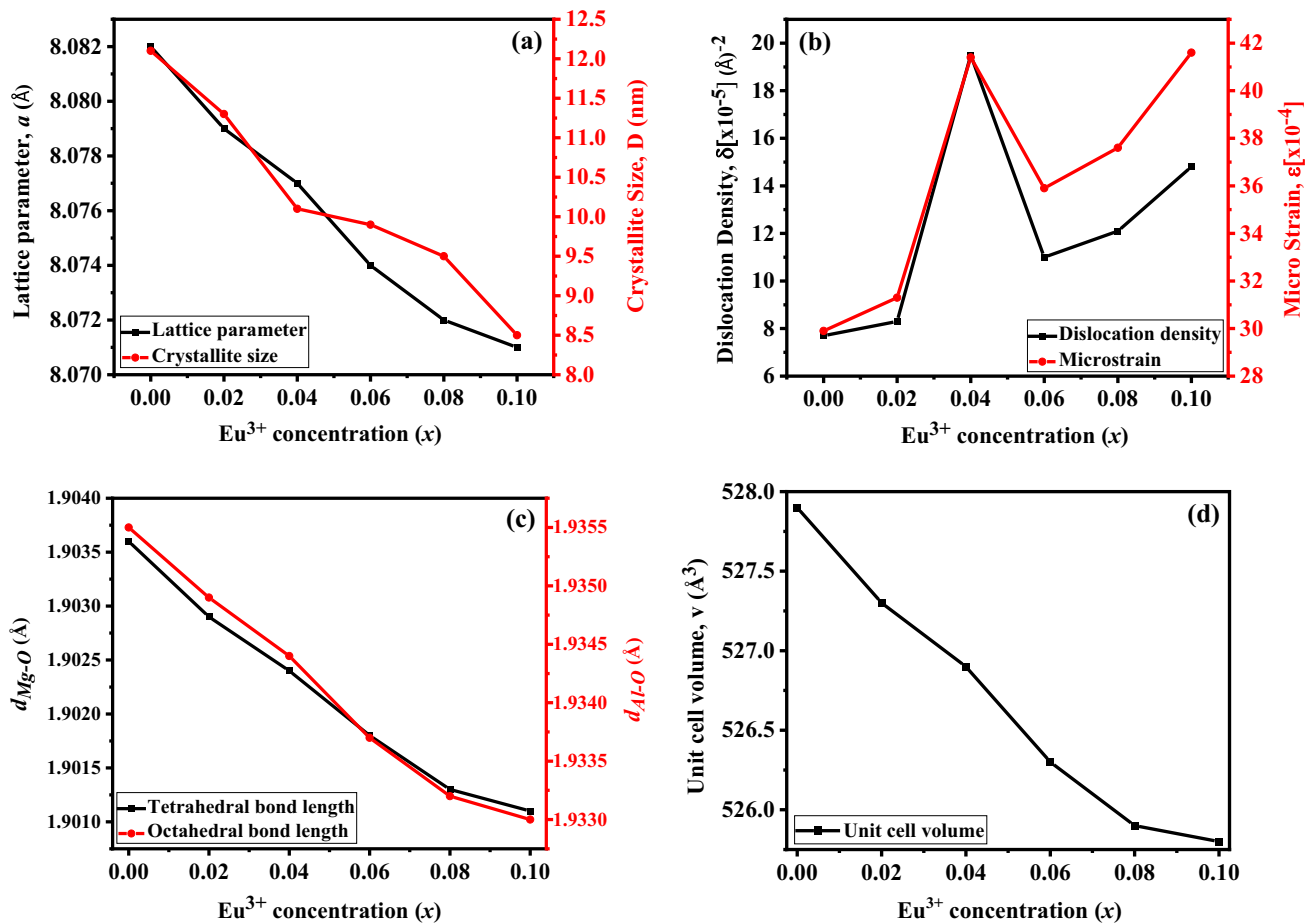 (a)
Lattice parameter, a (Å)
8.082
8.080
8.078
8.076
8.074
8.072
8.070
Crystallite Size, D (nm)
12.5
12.0
11.5
11.0
10.5
10.0
9.5
9.0
8.5
8.0
Lattice parameter
Crystallite size
0.00 0.02 0.04 0.06 0.08 0.10
Eu³⁺ concentration (x)
(b)
Dislocation Density, δ[x10⁻⁵] (Å)⁻²
20
18
16
14
12
10
8
6
Micro Strain, ε[x10⁻⁴]
42
40
38
36
34
32
30
28
Dislocation density
Microstrain
0.00 0.02 0.04 0.06 0.08 0.10
Eu³⁺ concentration (x)
(c)
d_Mg-O (Å)
1.9040
1.9035
1.9030
1.9025
1.9020
1.9015
1.9010
d_Al-O (Å)
1.9355
1.9350
1.9345
1.9340
1.9335
1.9330
Tetrahedral bond length
Octahedral bond length
0.00 0.02 0.04 0.06 0.08 0.10
Eu³⁺ concentration (x)
(d)
Unit cell volume, v (Å³)
528.0
527.5
527.0
526.5
526.0
Unit cell volume
0.00 0.02 0.04 0.06 0.08 0.10
Eu³⁺ concentration (x)